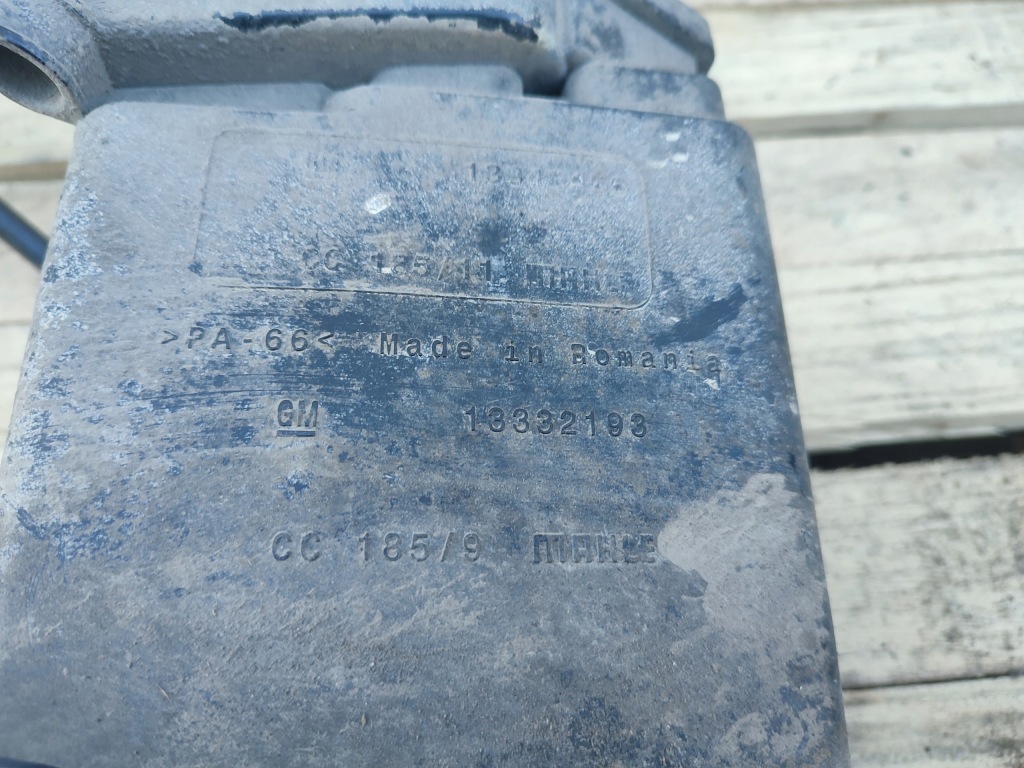 CC 185/11 MAHLE
>PA-66< Made in Romania
GM 13332193
CC 185/9 MAHLE